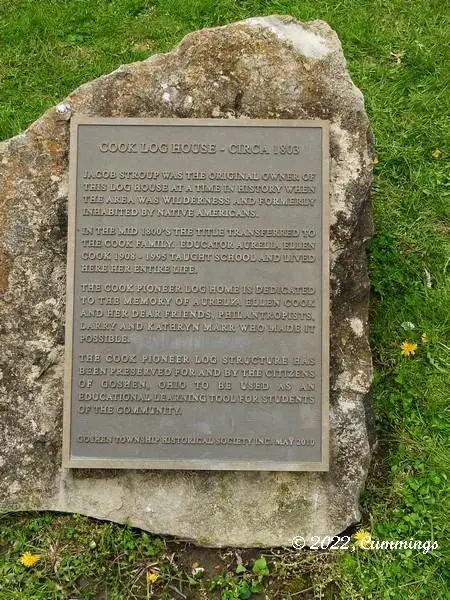 COOK LOG HOUSE - CIRCA 1803
JACOB STROUP WAS THE ORIGINAL OWNER OF
THIS LOG HOUSE AT A TIME IN HISTORY WHEN
THE AREA WAS WILDERNESS AND FORMERLY
INHABITED BY NATIVE AMERICANS.
IN THE MID 1800'S THE TITLE TRANSFERRED TO
THE COOK FAMILY. EDUCATOR AURELIA ELLEN
COOK 1908 - 1995 TAUGHT SCHOOL AND LIVED
HERE HER ENTIRE LIFE.
THE COOK PIONEER LOG HOME IS DEDICATED
TO THE MEMORY OF AURELIA ELLEN COOK
AND HER DEAR FRIENDS, PHILANTROPISTS,
LARRY AND KATHRYN MARR WHO MADE IT
POSSIBLE.
THE COOK PIONEER LOG STRUCTURE HAS
BEEN PRESERVED FOR AND BY THE CITIZENS
OF GOSHEN, OHIO TO BE USED AS AN
EDUCATIONAL LEARNING TOOL FOR STUDENTS
OF THE COMMUNITY.
GOSHEN TOWNSHIP HISTORICAL SOCIETY INC. MAY 2010
© 2022, F. Cummings